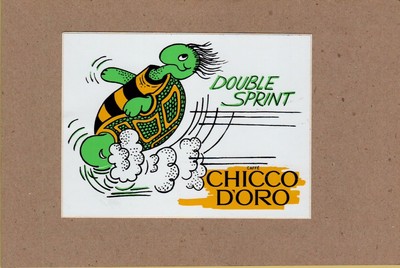 DOUBLE
SPRINT
CAFFÈ
CHICCO
D'ORO